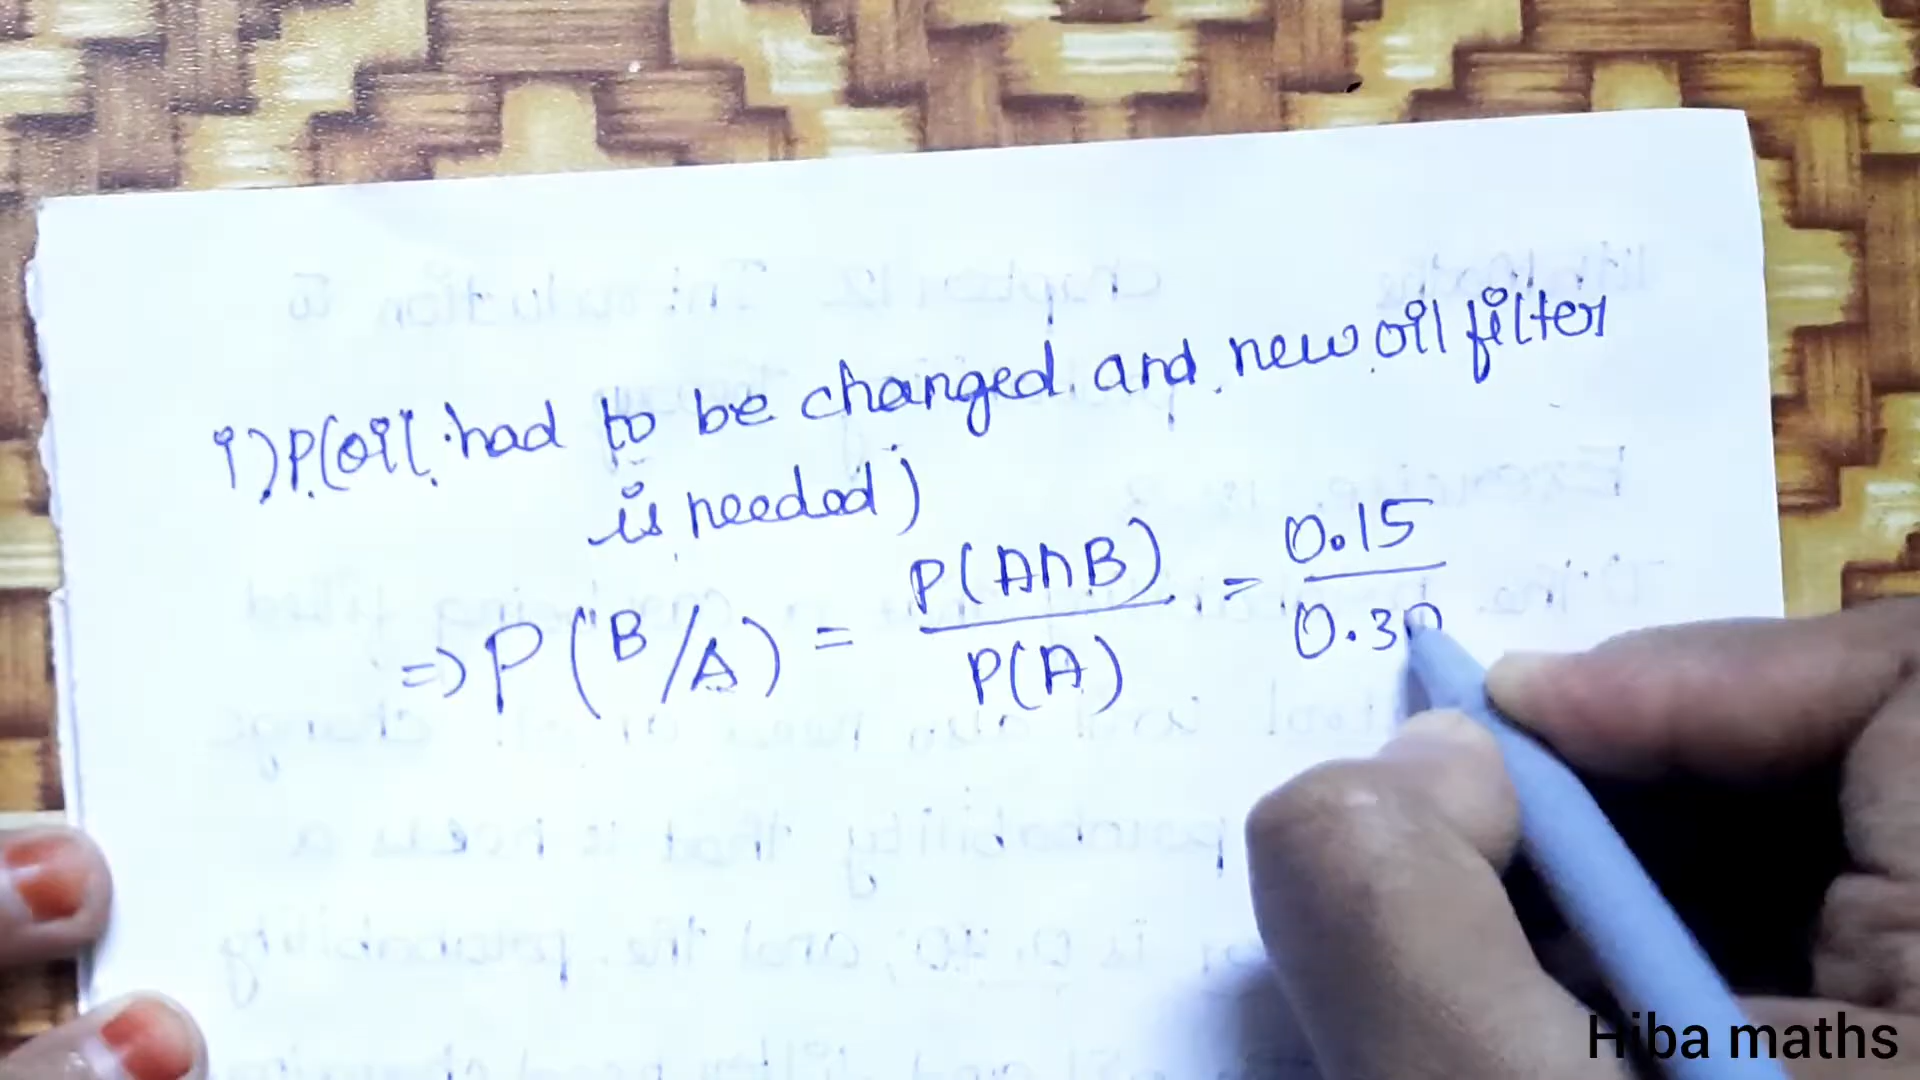 i) P(oil had to be changed and new oil filter
is needed)
=> P(B/A) = P(A∩B)/P(A) = 0.15/0.30
Hiba maths